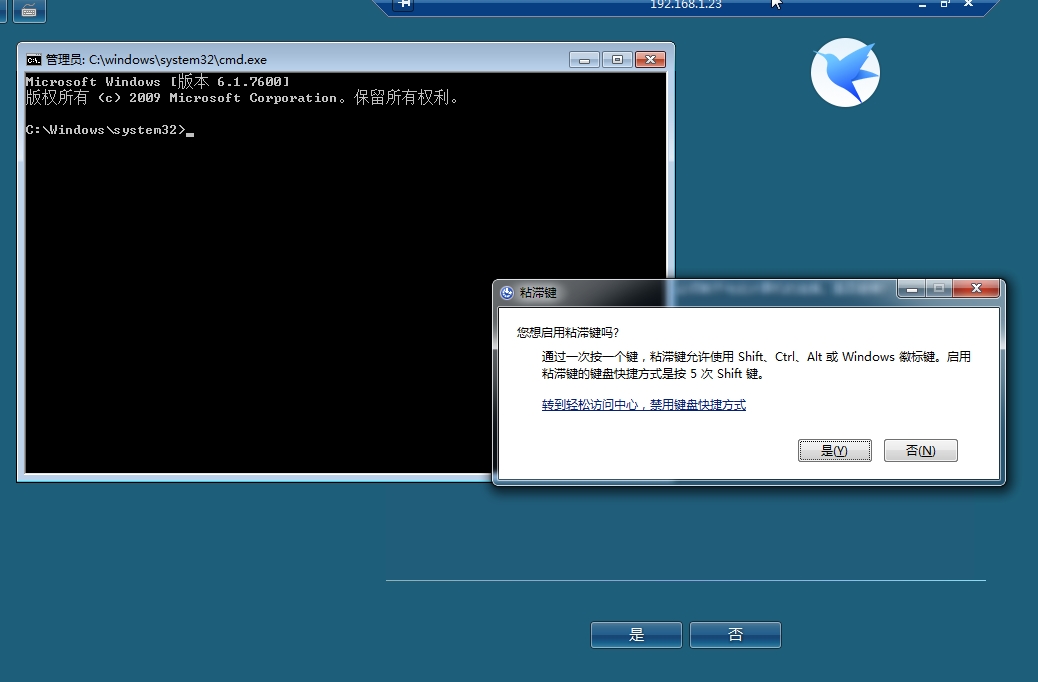 192.168.1.23
管理员: C:\windows\system32\cmd.exe
Microsoft Windows [版本 6.1.7600]
版权所有 (c) 2009 Microsoft Corporation。保留所有权利。
C:\Windows\system32>
粘滞键
您想启用粘滞键吗?
通过一次按一个键，粘滞键允许使用 Shift、Ctrl、Alt 或 Windows 徽标键。启用
粘滞键的键盘快捷方式是按 5 次 Shift 键。
转到轻松访问中心，禁用键盘快捷方式
是(Y)
否(N)
是
否